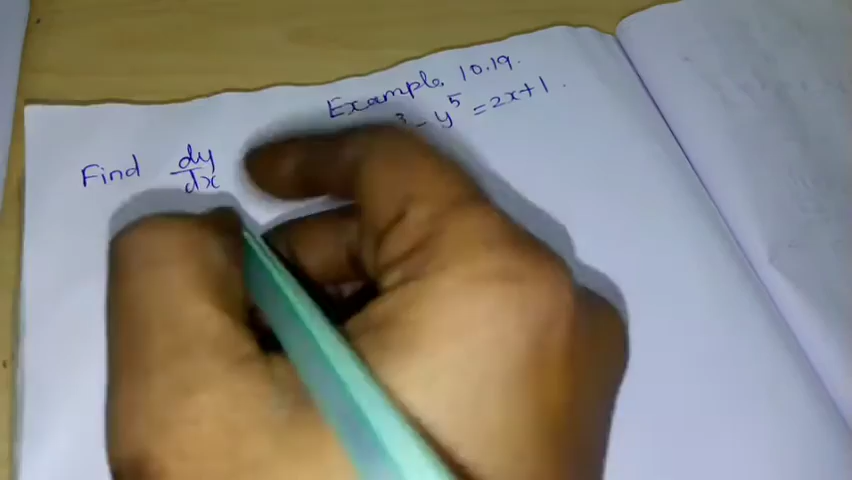 Example 10.19.
Find dy/dx ³ - y⁵ = 2x+1.